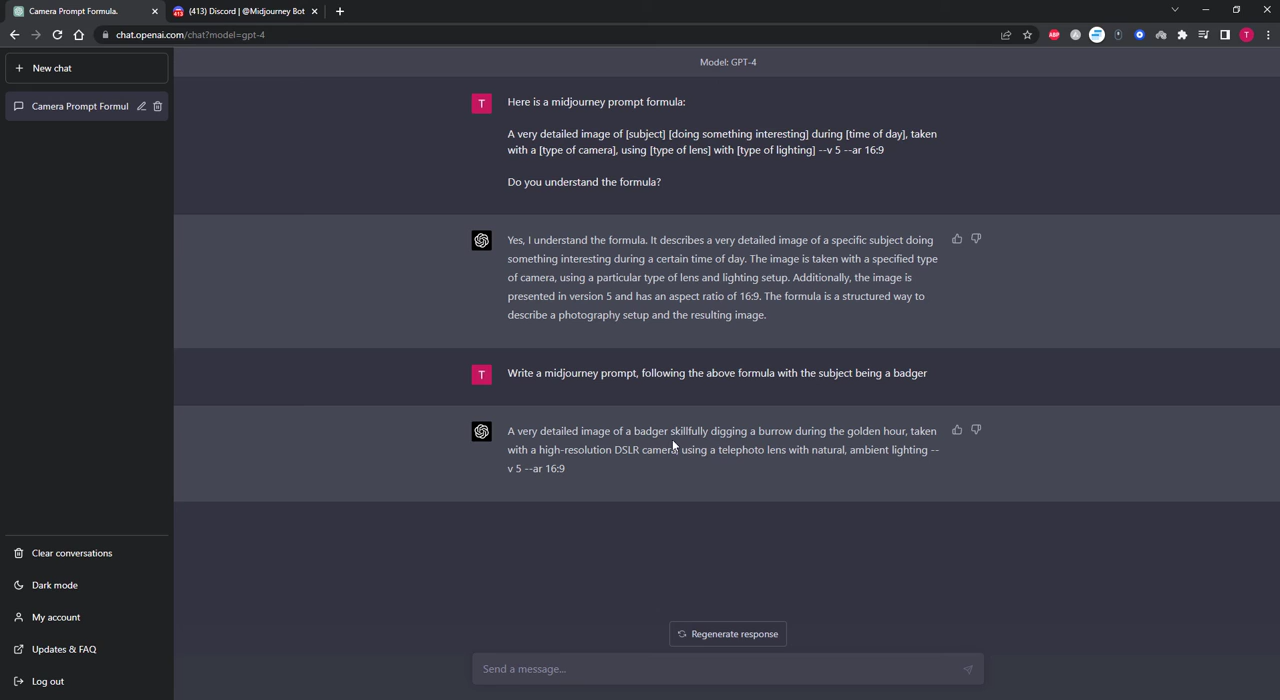 Camera Prompt Formula.
(413) Discord | @Midjourney Bot
chat.openai.com/chat?model=gpt-4
New chat
Camera Prompt Formul
Model: GPT-4
T
Here is a midjourney prompt formula:
A very detailed image of [subject] [doing something interesting] during [time of day], taken
with a [type of camera], using [type of lens] with [type of lighting] --v 5 --ar 16:9
Do you understand the formula?
Yes, I understand the formula. It describes a very detailed image of a specific subject doing
something interesting during a certain time of day. The image is taken with a specified type
of camera, using a particular type of lens and lighting setup. Additionally, the image is
presented in version 5 and has an aspect ratio of 16:9. The formula is a structured way to
describe a photography setup and the resulting image.
T
Write a midjourney prompt, following the above formula with the subject being a badger
A very detailed image of a badger skillfully digging a burrow during the golden hour, taken
with a high-resolution DSLR camera, using a telephoto lens with natural, ambient lighting --
v 5 --ar 16:9
Clear conversations
Dark mode
My account
Updates & FAQ
Log out
Regenerate response
Send a message...
413
ABP
T